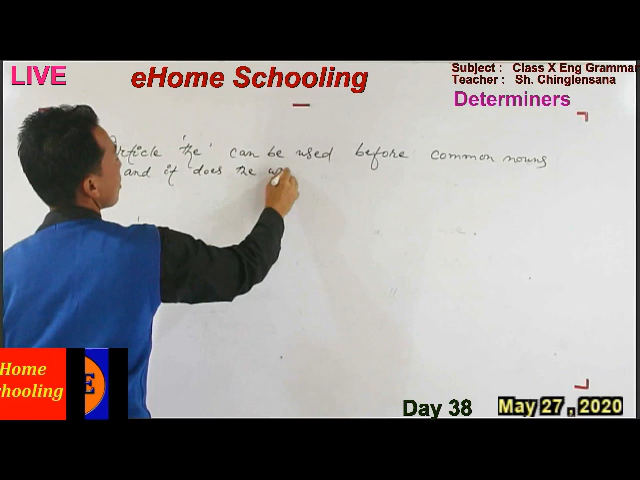 LIVE
eHome Schooling
Subject : Class X Eng Grammar
Teacher : Sh. Chinglensana
Determiners
Article 'the' can be used before common nouns
and if does the w
Home
chooling
E
Day 38
May 27 , 2020